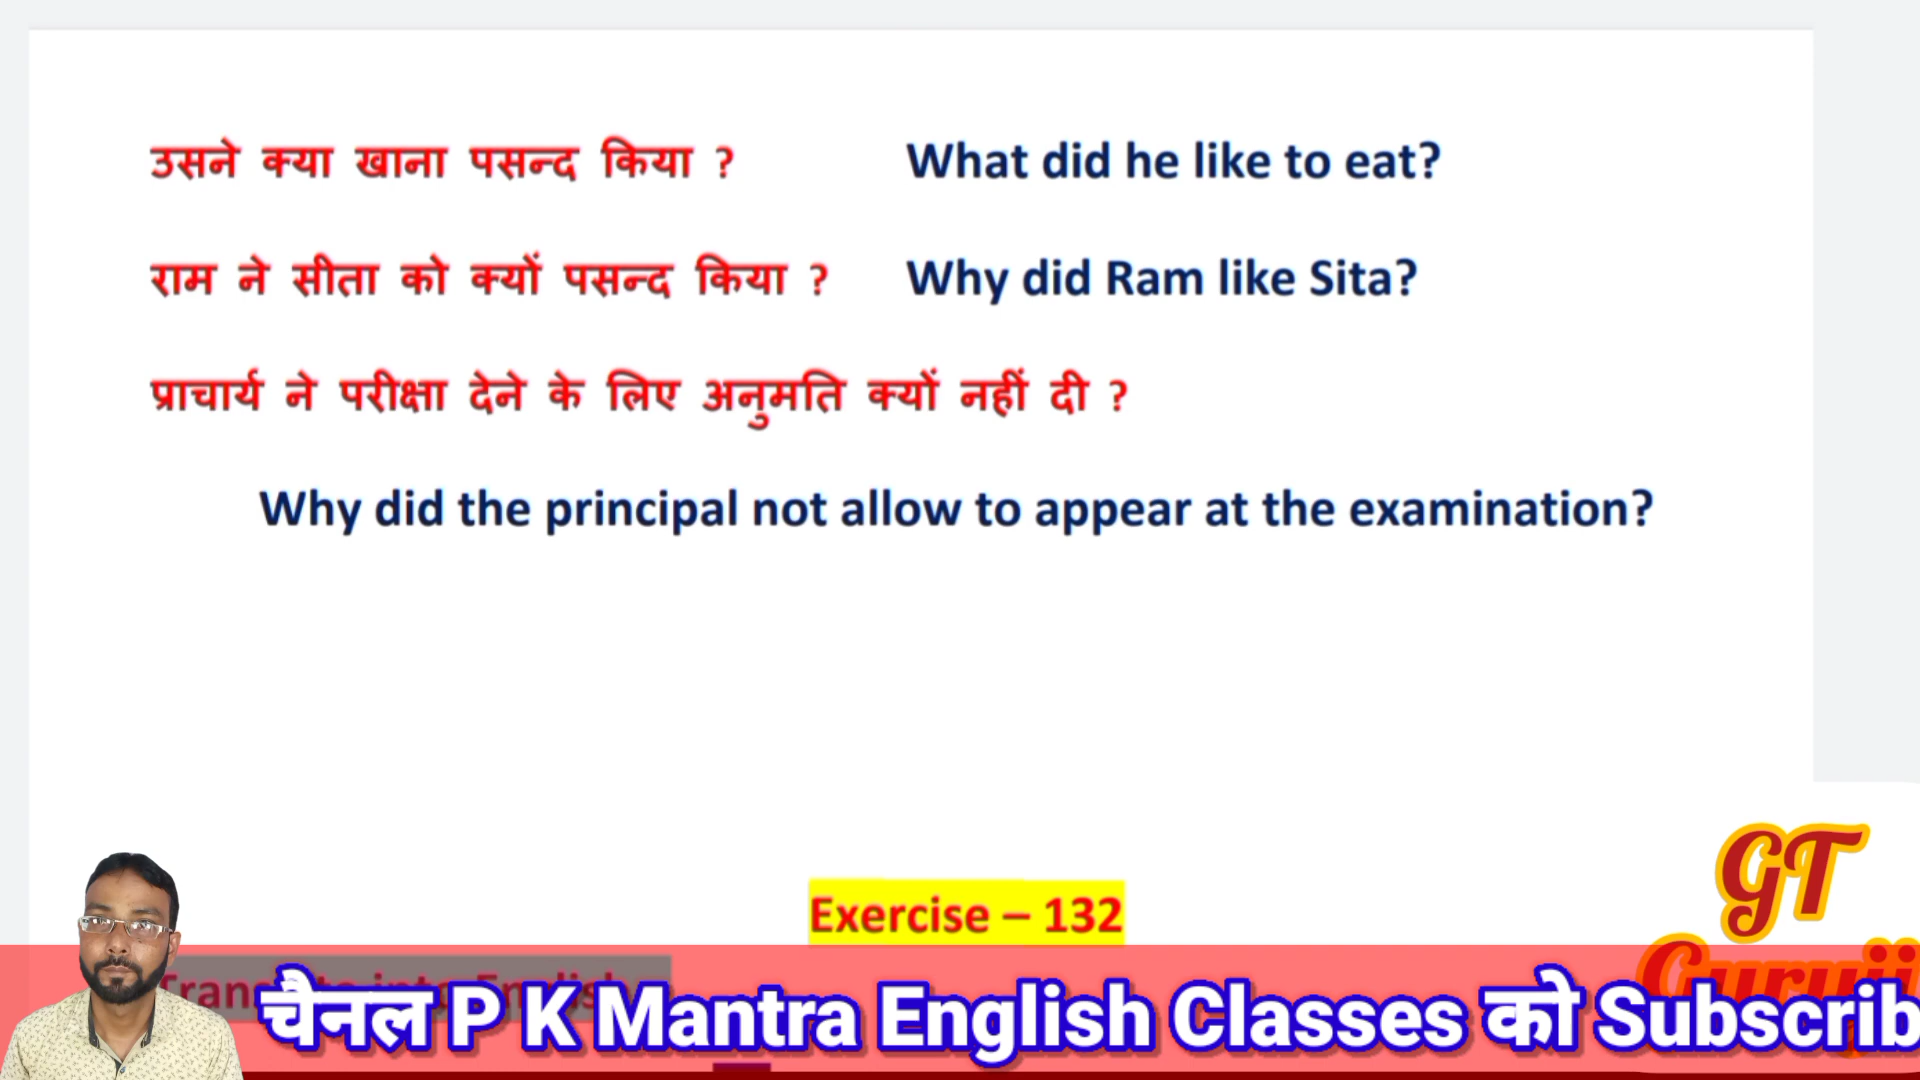 उसने क्या खाना पसन्द किया ? What did he like to eat?
राम ने सीता को क्यों पसन्द किया ? Why did Ram like Sita?
प्राचार्य ने परीक्षा देने के लिए अनुमति क्यों नहीं दी ?
Why did the principal not allow to appear at the examination?
GT
Guruji
Exercise – 132
चैनल P K Mantra English Classes को Subscrib